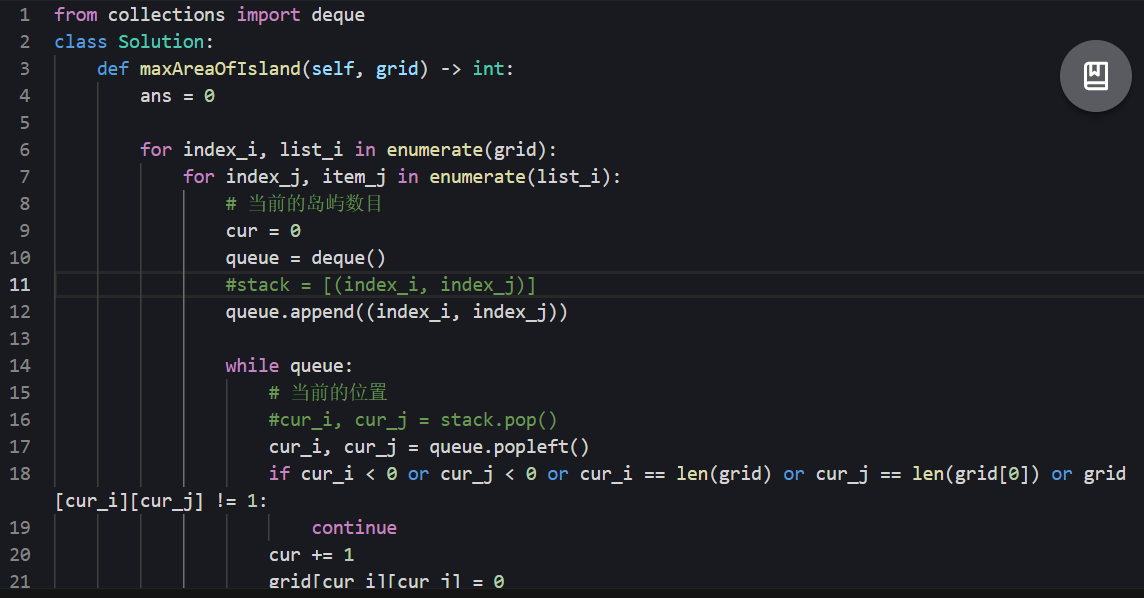 1 from collections import deque
2 class Solution:
3 def maxAreaOfIsland(self, grid) -> int:
4 ans = 0
5
6 for index_i, list_i in enumerate(grid):
7 for index_j, item_j in enumerate(list_i):
8 # 当前的岛屿数目
9 cur = 0
10 queue = deque()
11 #stack = [(index_i, index_j)]
12 queue.append((index_i, index_j))
13
14 while queue:
15 # 当前的位置
16 #cur_i, cur_j = stack.pop()
17 cur_i, cur_j = queue.popleft()
18 if cur_i < 0 or cur_j < 0 or cur_i == len(grid) or cur_j == len(grid[0]) or grid
[cur_i][cur_j] != 1:
19 continue
20 cur += 1
21 grid[cur_i][cur_j] = 0